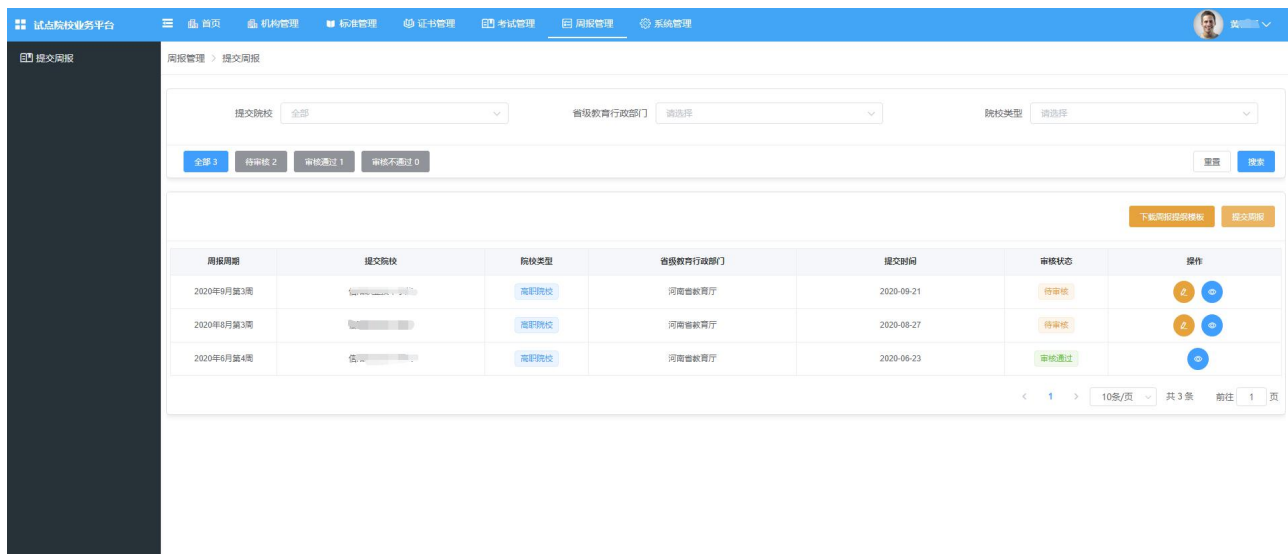 试点院校业务平台 首页 机构管理 标准管理 证书管理 考试管理 周报管理 系统管理
提交周报
周报管理 > 提交周报
提交院校 全部 省级教育行政部门 请选择 院校类型 请选择
全部 3 待审核 2 审核通过 1 审核不通过 0 重置 搜索
下载周报提纲模板 提交周报
周报周期 提交院校 院校类型 省级教育行政部门 提交时间 审核状态 操作
2020年9月第3周 高职院校 河南省教育厅 2020-09-21 待审核
2020年8月第3周 高职院校 河南省教育厅 2020-08-27 待审核
2020年6月第4周 高职院校 河南省教育厅 2020-06-23 审核通过
< 1 > 10条/页 共 3 条 前往 1 页